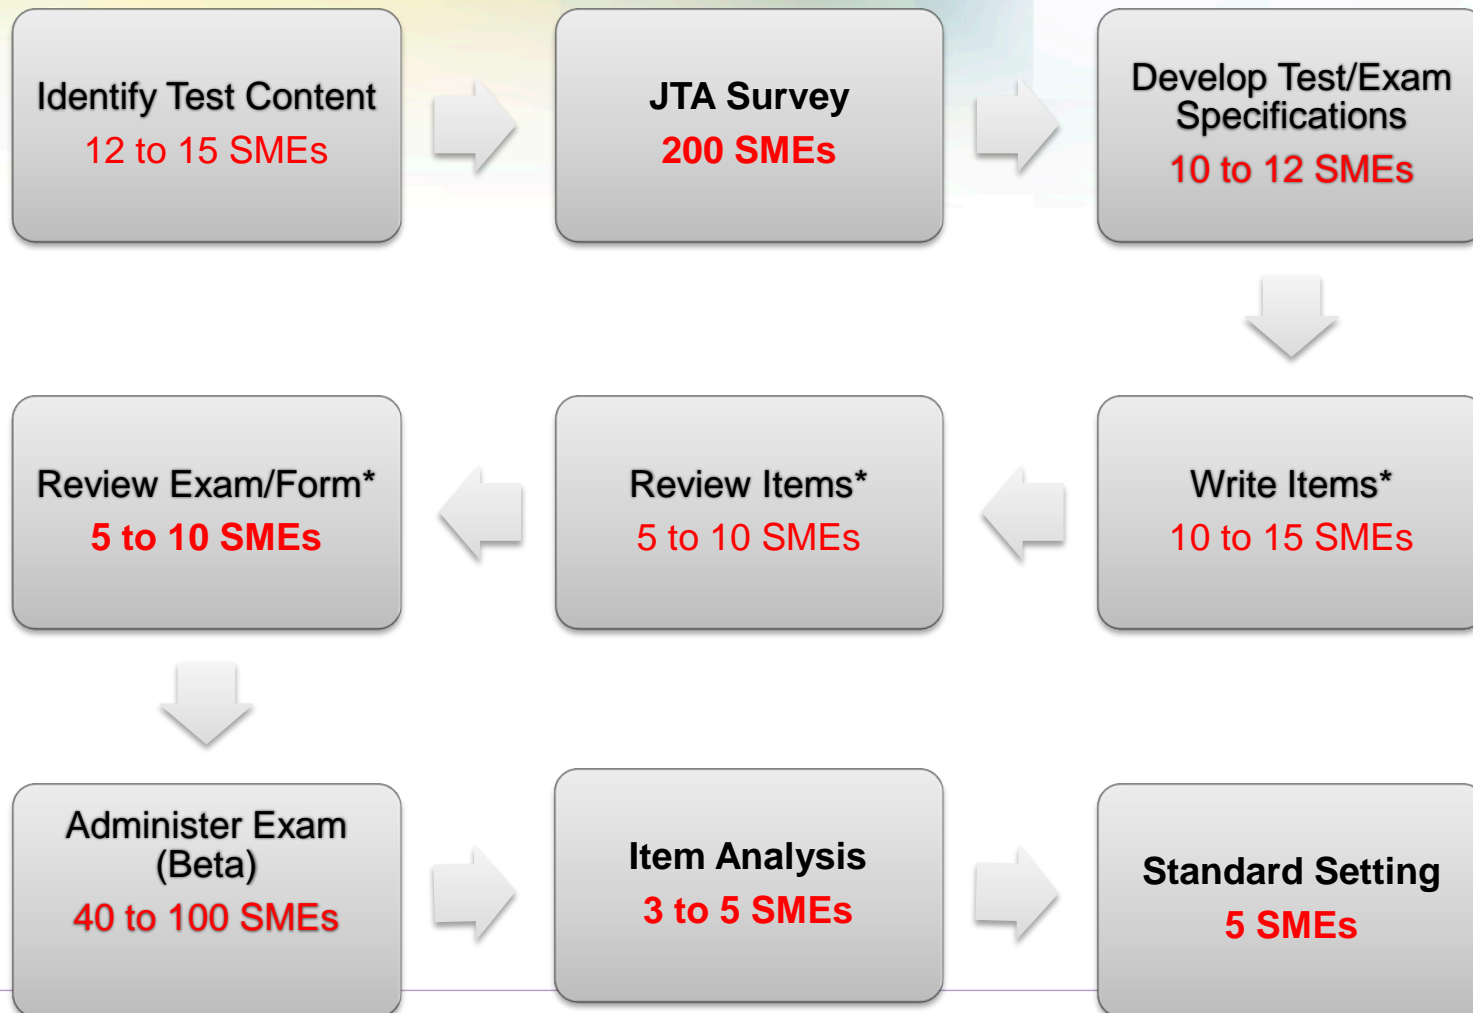 Identify Test Content
12 to 15 SMEs
JTA Survey
200 SMEs
Develop Test/Exam
Specifications
10 to 12 SMEs
Write Items*
10 to 15 SMEs
Review Items*
5 to 10 SMEs
Review Exam/Form*
5 to 10 SMEs
Administer Exam
(Beta)
40 to 100 SMEs
Item Analysis
3 to 5 SMEs
Standard Setting
5 SMEs